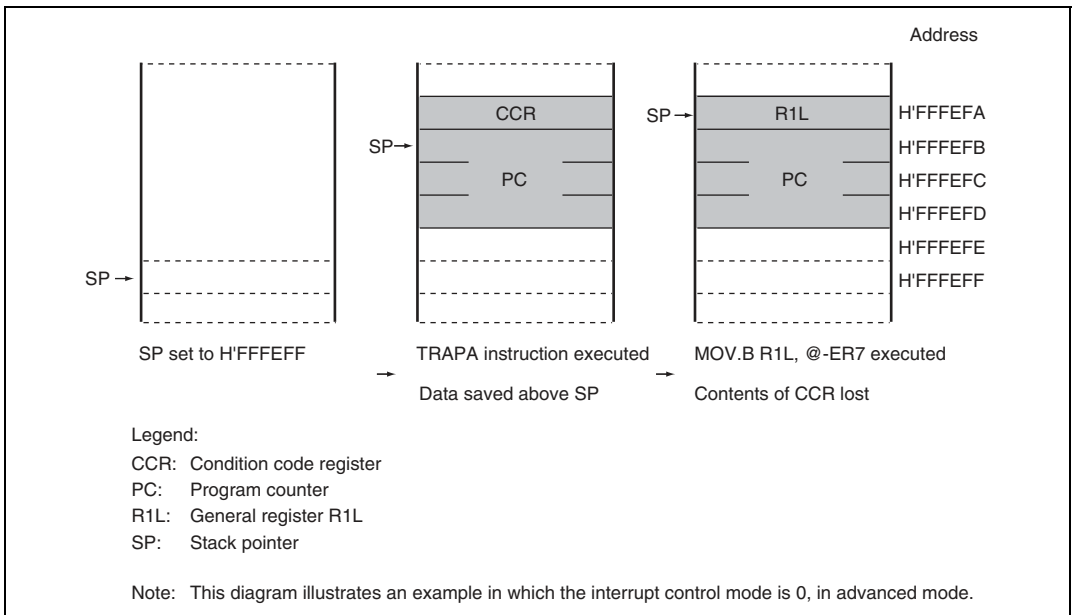 Address
CCR
SP
R1L
H'FFFEFA
SP
H'FFFEFB
PC
PC
H'FFFEFC
H'FFFEFD
H'FFFEFE
SP
H'FFFEFF
SP set to H'FFFEFF
TRAPA instruction executed
MOV.B R1L, @-ER7 executed
Data saved above SP
Contents of CCR lost
Legend:
CCR: Condition code register
PC: Program counter
R1L: General register R1L
SP: Stack pointer
Note: This diagram illustrates an example in which the interrupt control mode is 0, in advanced mode.